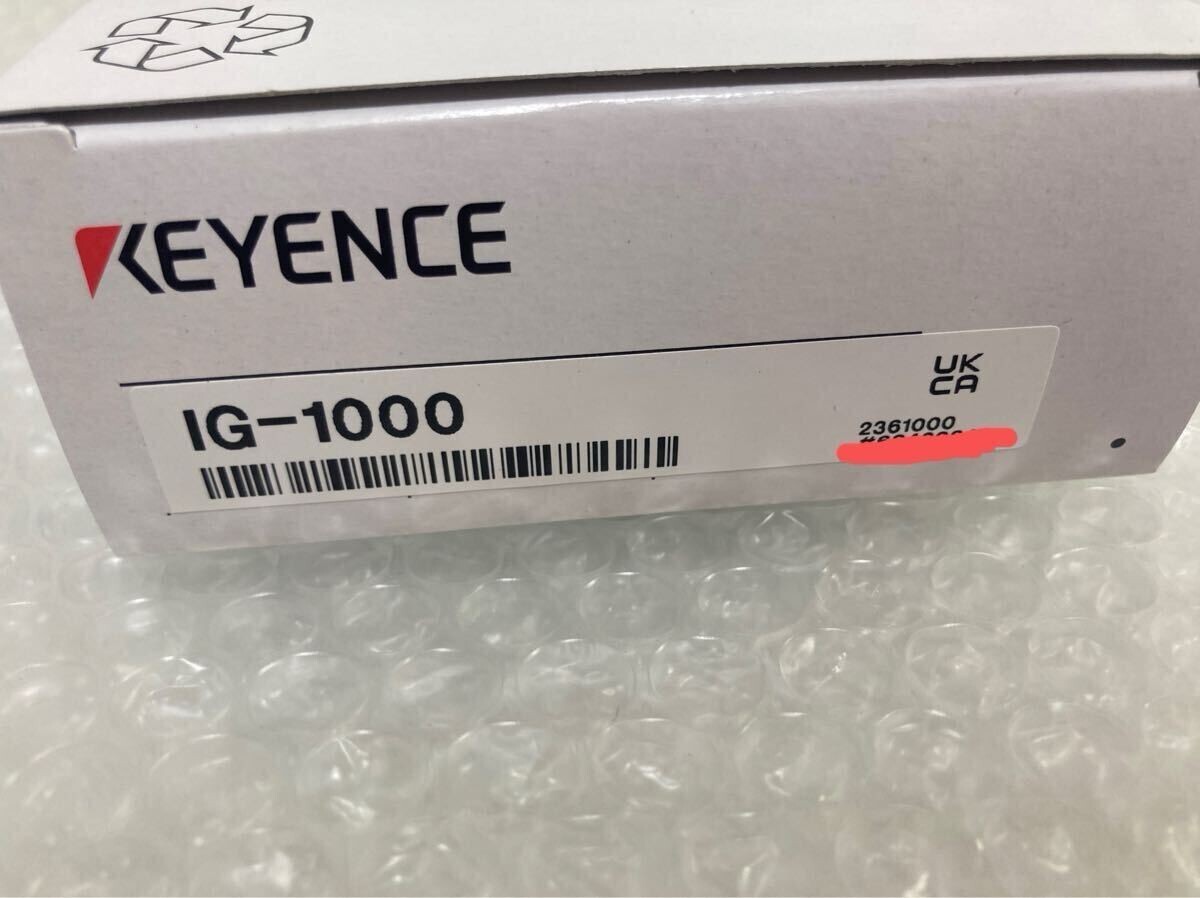 KEYENCE
IG-1000
UK
CA
2361000